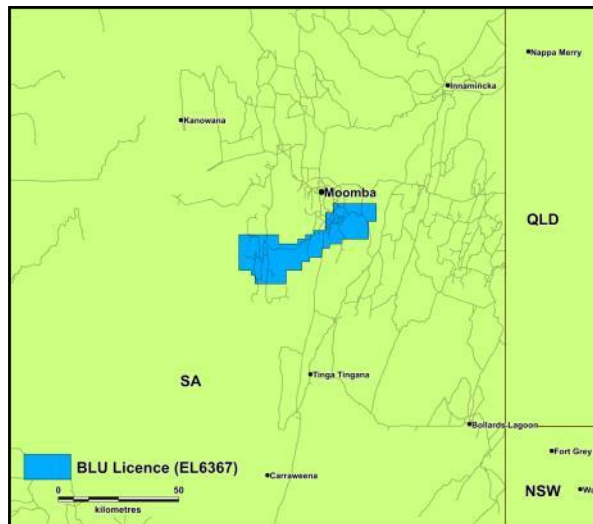 Nappa Merry
Innamincka
Kanowana
Moomba
QLD
SA
Tinga Tingana
Bollards Lagoon
BLU Licence (EL6367)
Fort Grey
Carraweena
0 50
kilometres
NSW